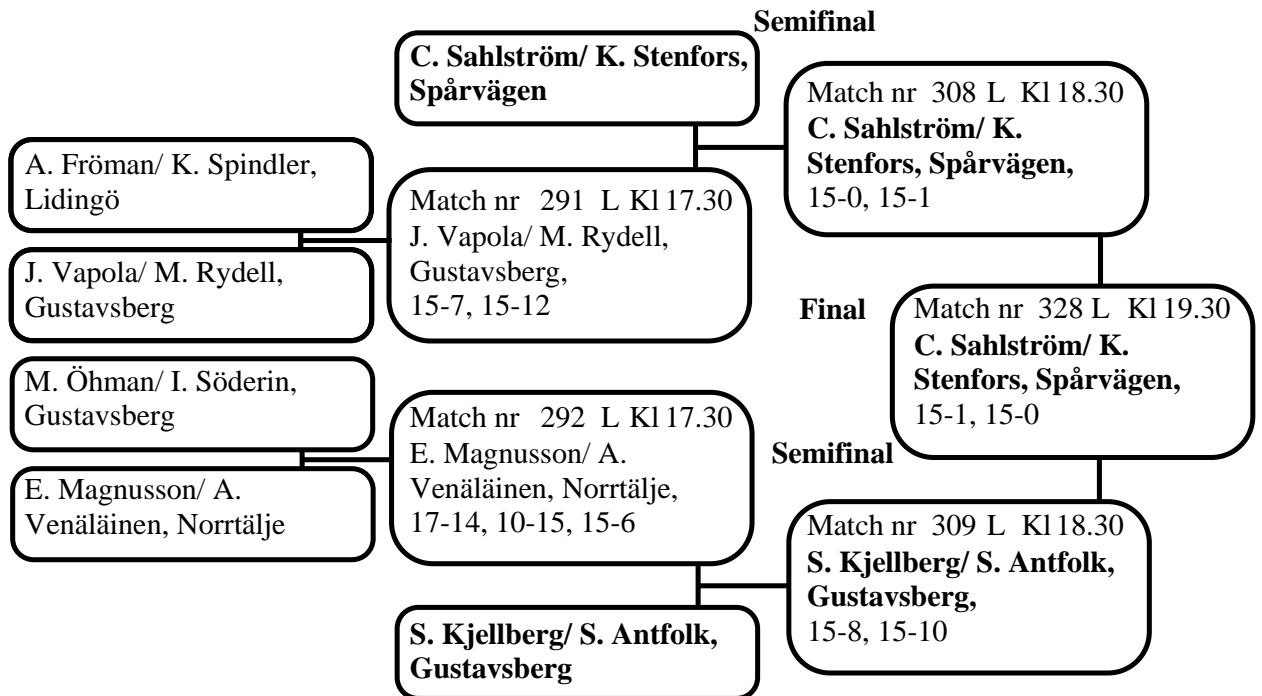 Semifinal
C. Sahlström/ K. Stenfors,
Spårvägen
Match nr 308 L Kl 18.30
C. Sahlström/ K.
Stenfors, Spårvägen,
15-0, 15-1
A. Fröman/ K. Spindler,
Lidingö
Match nr 291 L Kl 17.30
J. Vapola/ M. Rydell,
Gustavsberg,
15-7, 15-12
J. Vapola/ M. Rydell,
Gustavsberg
Final
Match nr 328 L Kl 19.30
C. Sahlström/ K.
Stenfors, Spårvägen,
15-1, 15-0
M. Öhman/ I. Söderin,
Gustavsberg
Match nr 292 L Kl 17.30
E. Magnusson/ A.
Venäläinen, Norrtälje,
17-14, 10-15, 15-6
Semifinal
E. Magnusson/ A.
Venäläinen, Norrtälje
Match nr 309 L Kl 18.30
S. Kjellberg/ S. Antfolk,
Gustavsberg,
15-8, 15-10
S. Kjellberg/ S. Antfolk,
Gustavsberg